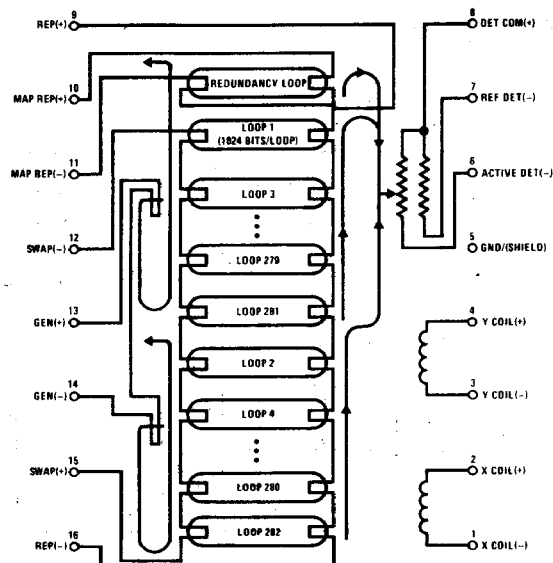 9
REP(+)
10
MAP REP(+)
11
MAP REP(−)
12
SWAP(−)
13
GEN(+)
14
GEN(−)
15
SWAP(+)
16
REP(−)
REDUNDANCY LOOP
LOOP 1
(1024 BITS/LOOP)
LOOP 3
LOOP 279
LOOP 281
LOOP 2
LOOP 4
LOOP 280
LOOP 282
8
DET COM(+)
7
REF DET(−)
6
ACTIVE DET(−)
5
GND/(SHIELD)
4
Y COIL(+)
3
Y COIL(−)
2
X COIL(+)
1
X COIL(−)